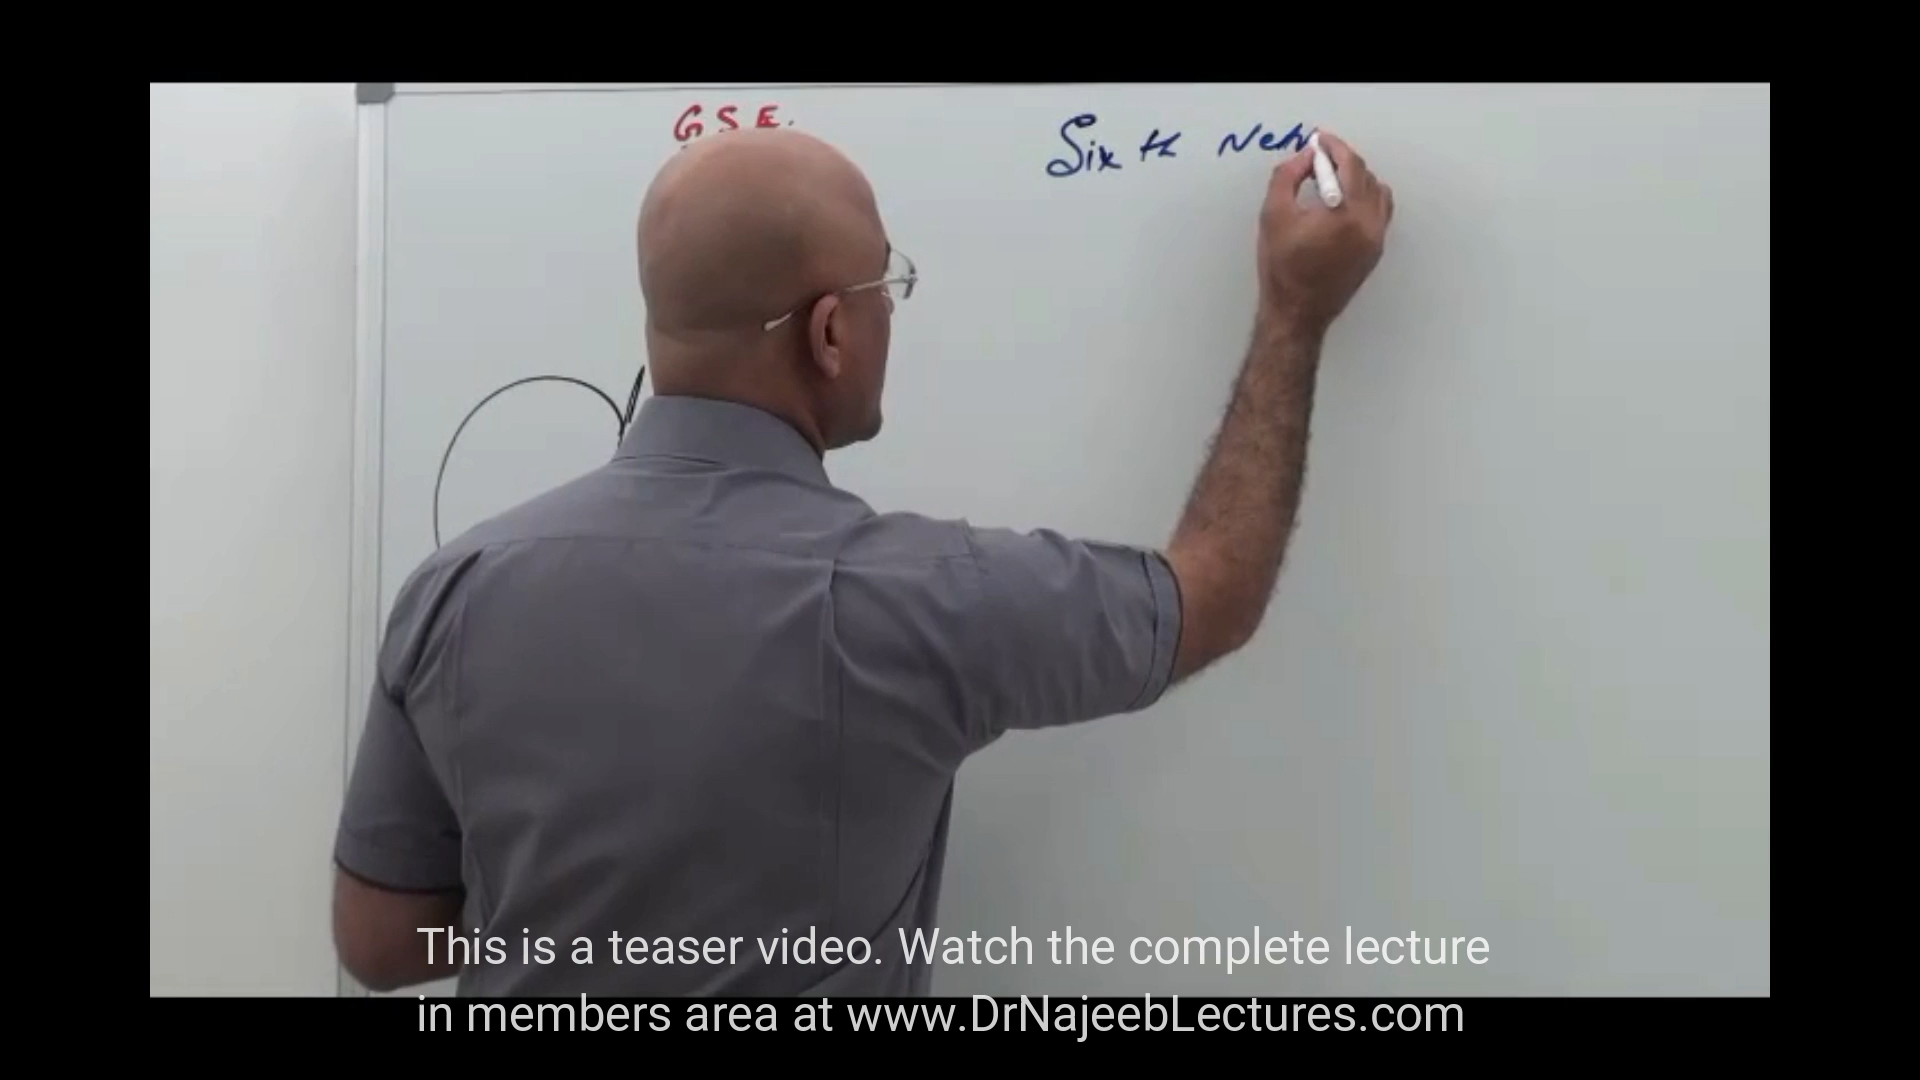 G.S.E.
Sixth Nerv
This is a teaser video. Watch the complete lecture
in members area at www.DrNajeebLectures.com